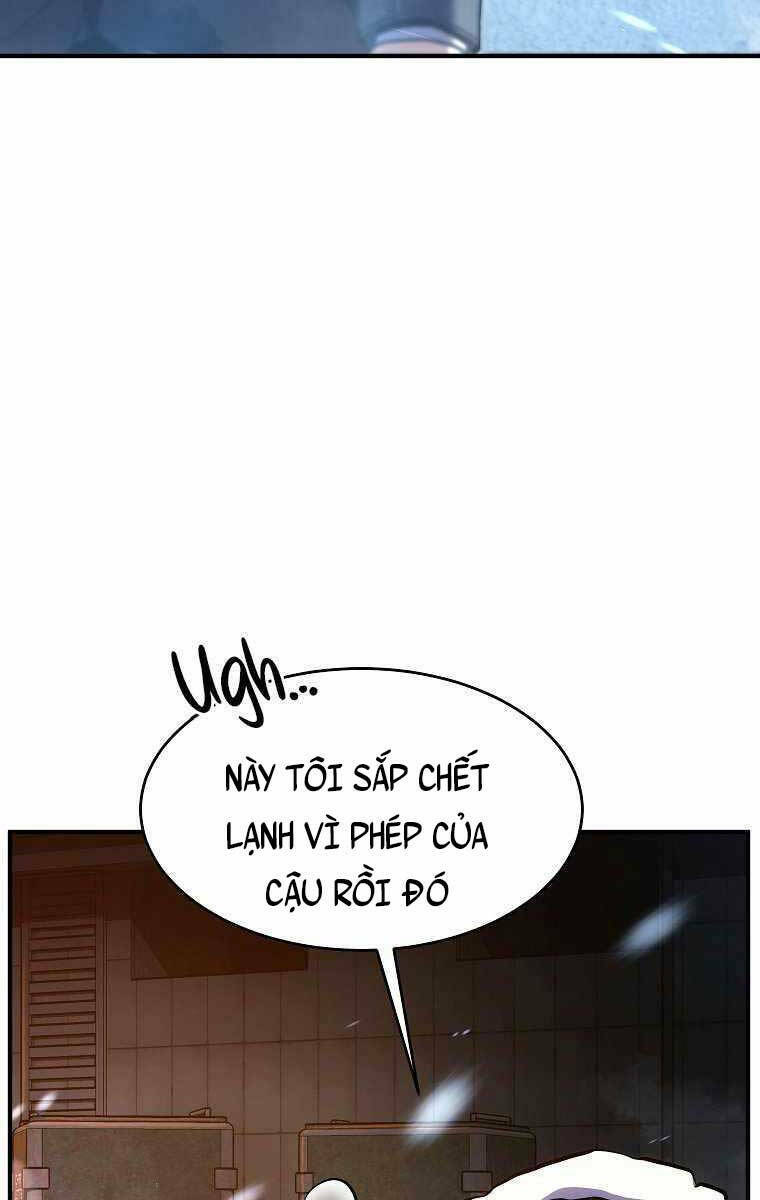 Ugh...
NÀY TÔI SẮP CHẾT
LẠNH VÌ PHÉP CỦA
CẬU RỒI ĐÓ